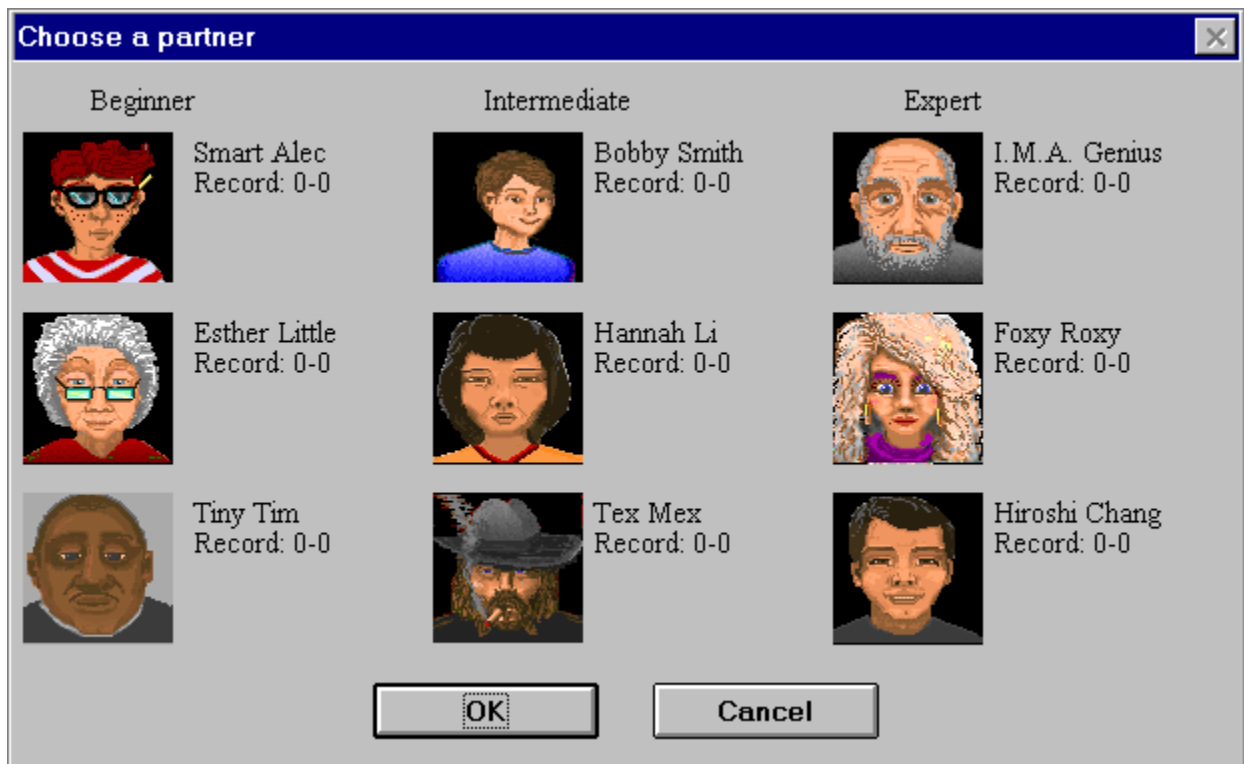 Choose a partner
Beginner
Intermediate
Expert
Smart Alec
Record: 0-0
Bobby Smith
Record: 0-0
I.M.A. Genius
Record: 0-0
Esther Little
Record: 0-0
Hannah Li
Record: 0-0
Foxy Roxy
Record: 0-0
Tiny Tim
Record: 0-0
Tex Mex
Record: 0-0
Hiroshi Chang
Record: 0-0
OK
Cancel